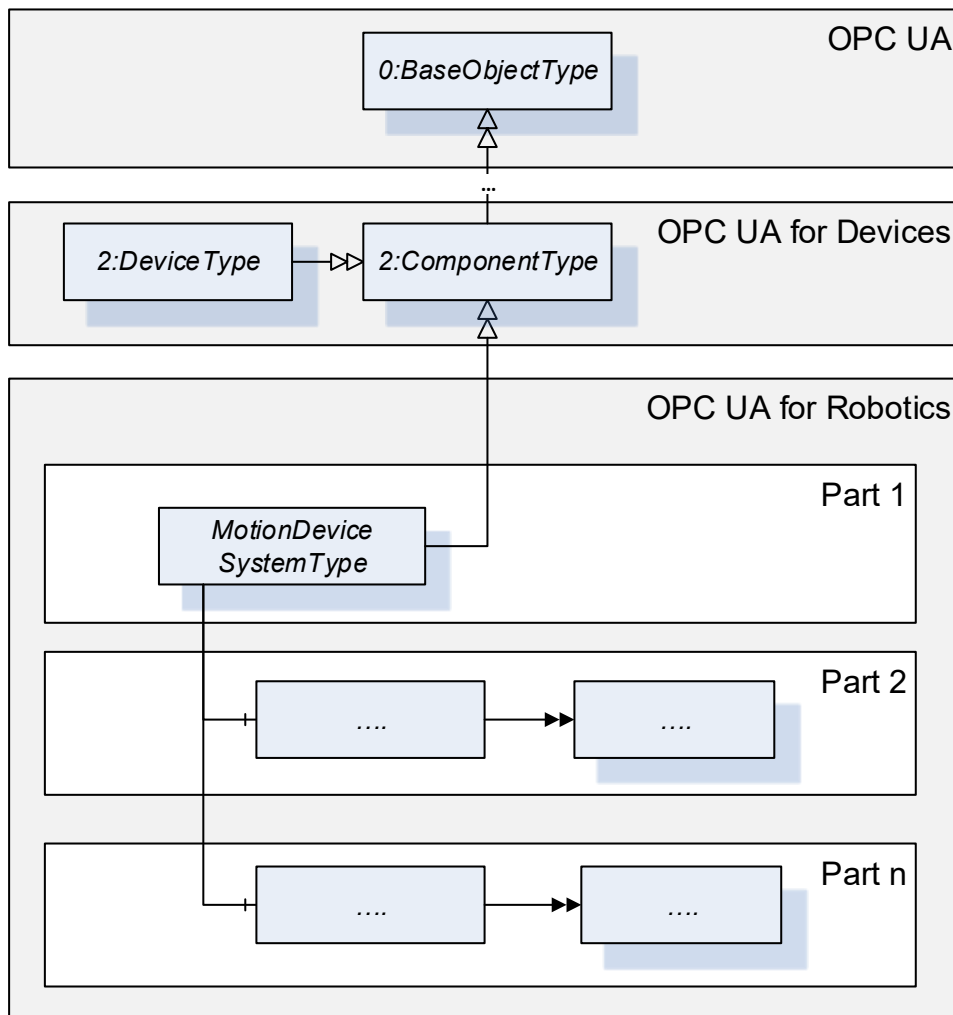 OPC UA
0:BaseObjectType
...
OPC UA for Devices
2:DeviceType
2:ComponentType
OPC UA for Robotics
Part 1
MotionDevice
SystemType
Part 2
....
....
Part n
....
....